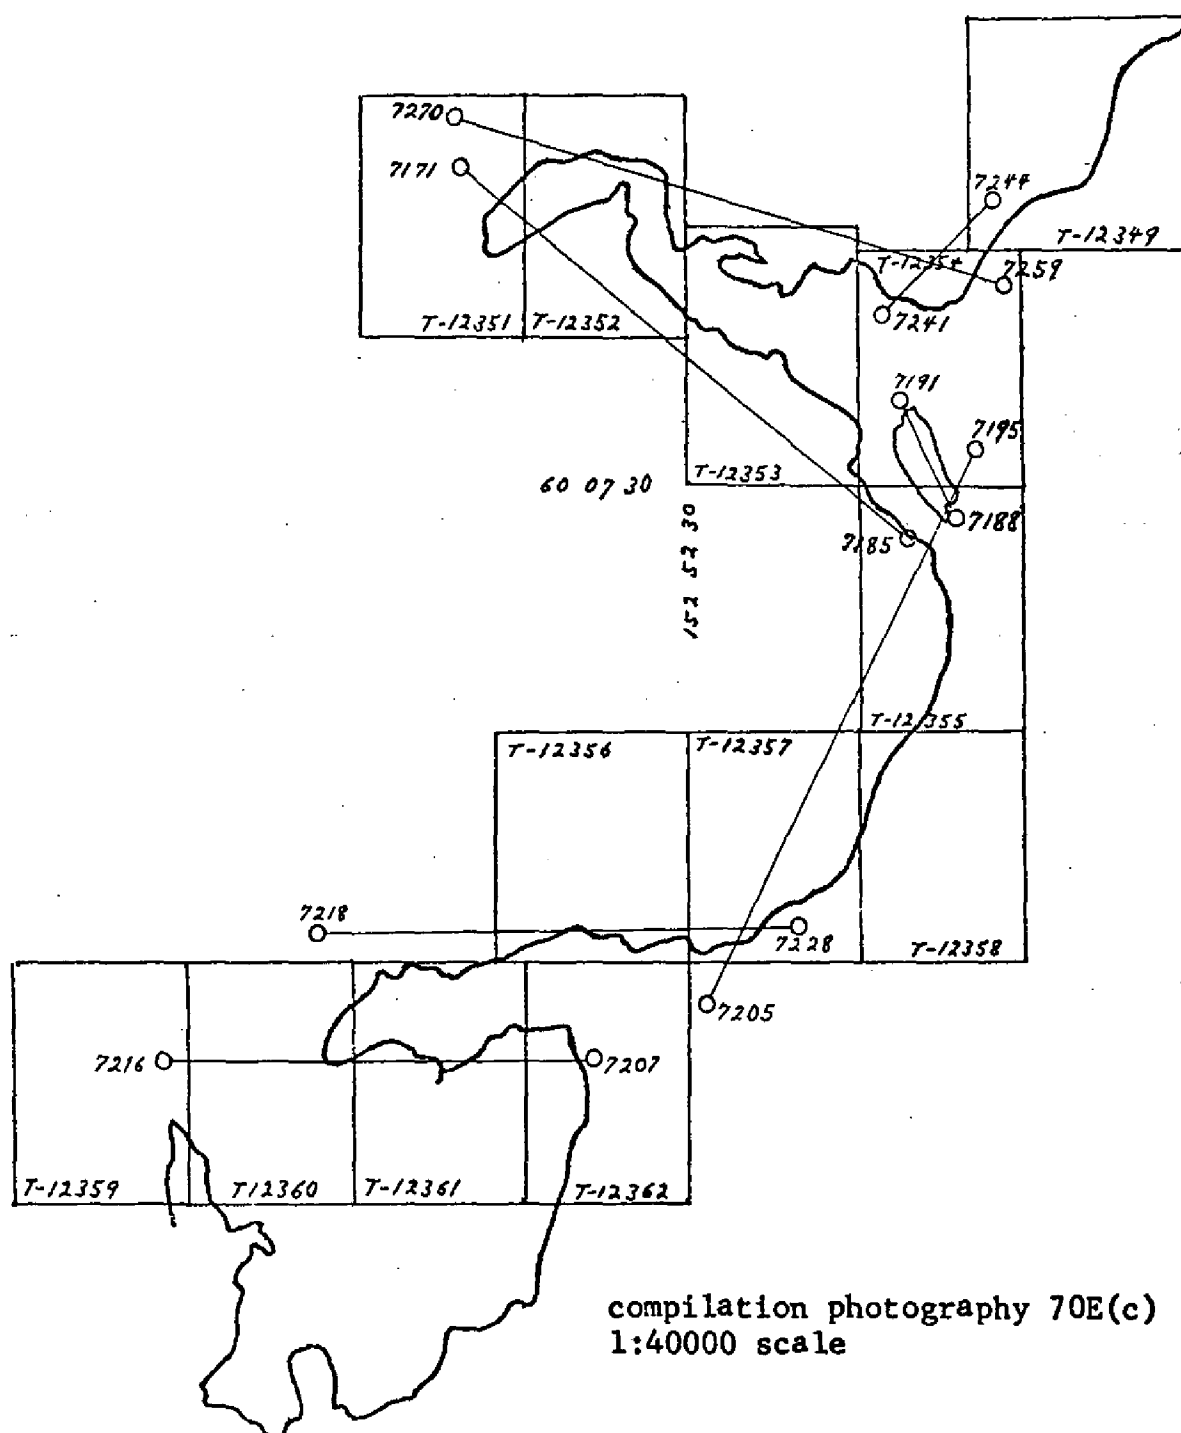 7270
7171
7244
T-12349
T-12354
7259
7241
T-12351
T-12352
7191
7195
T-12353
60 07 30
152 52 30
7188
7185
T-12355
T-12356
T-12357
7218
7228
T-12358
7205
7216
7207
T-12359
T12360
T-12361
T-12362
compilation photography 70E(c)
1:40000 scale